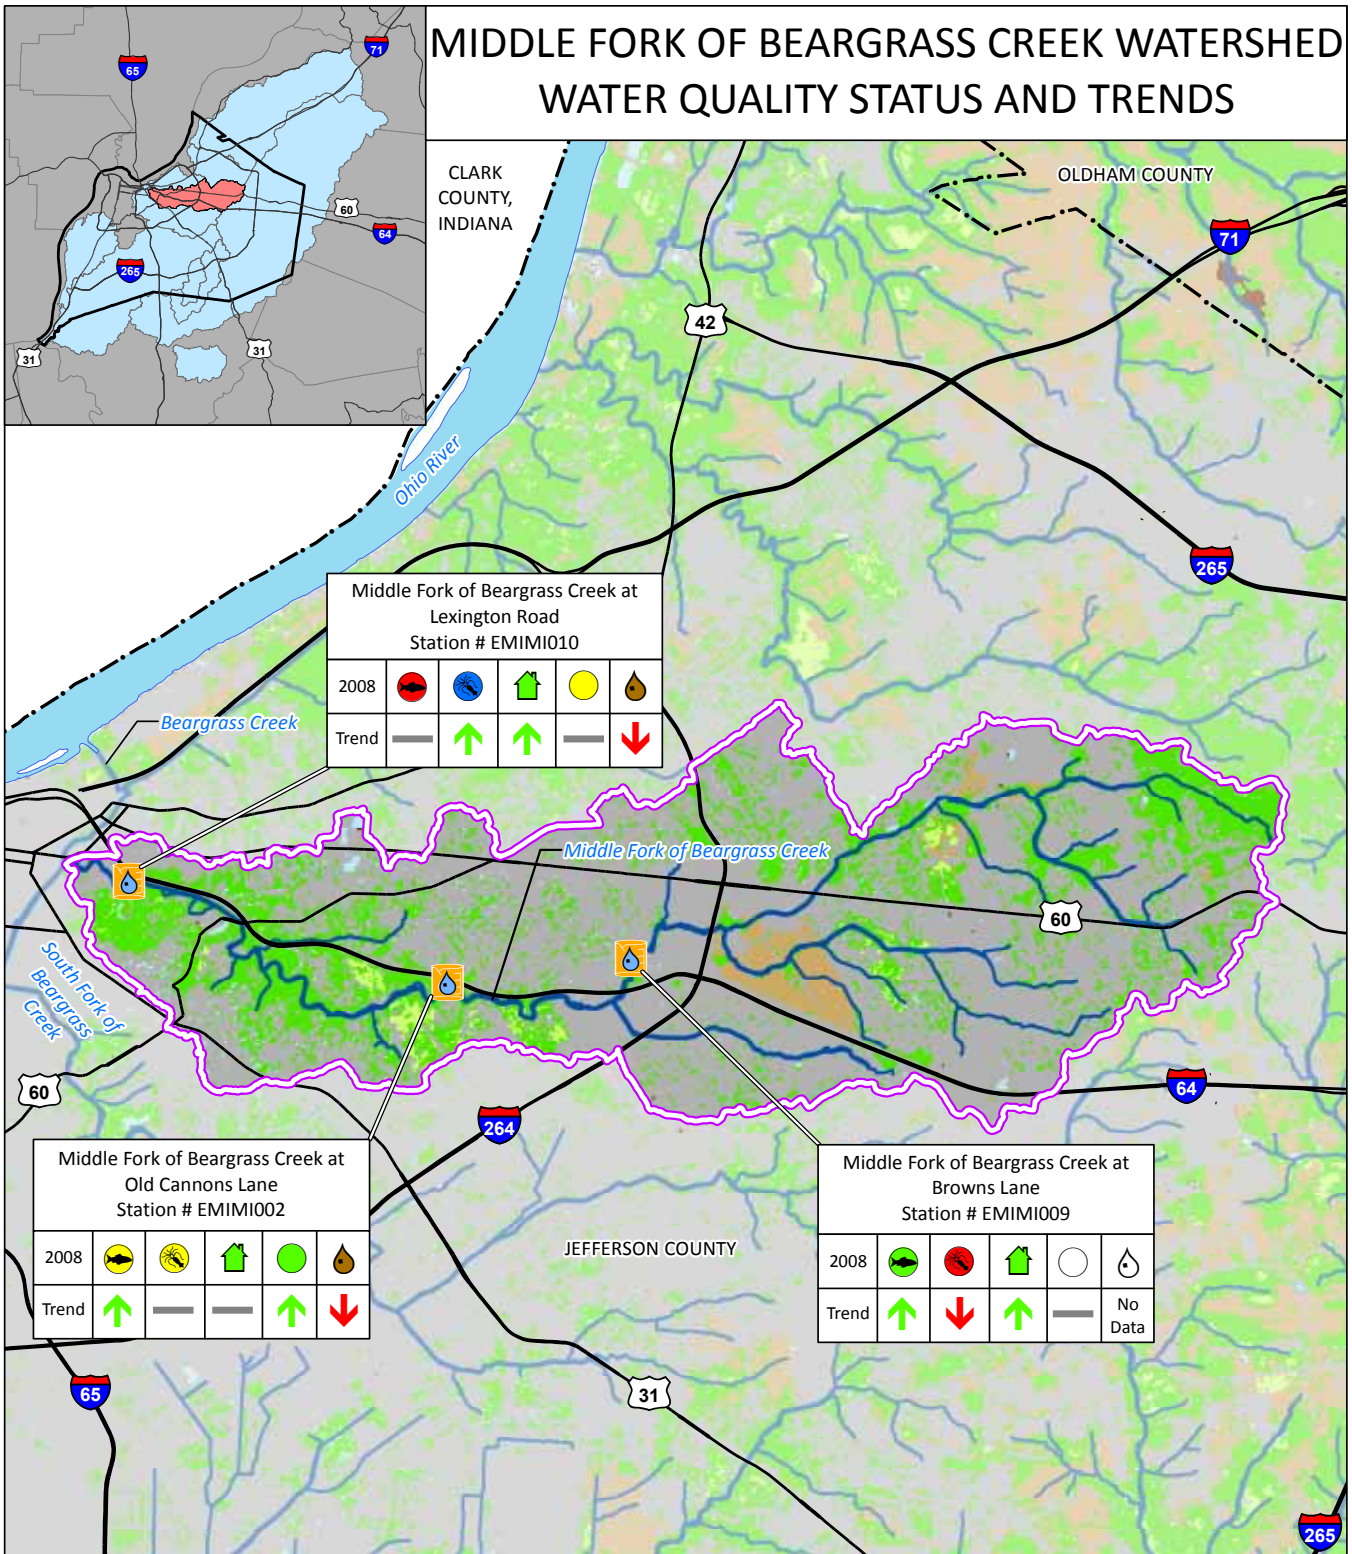 MIDDLE FORK OF BEARGRASS CREEK WATERSHED
WATER QUALITY STATUS AND TRENDS
65
71
60
64
265
31
31
CLARK
COUNTY,
INDIANA
OLDHAM COUNTY
71
42
Ohio River
265
Middle Fork of Beargrass Creek at
Lexington Road
Station # EMIMI010
2008
Trend
Beargrass Creek
Middle Fork of Beargrass Creek
60
South Fork of
Beargrass
Creek
60
64
264
Middle Fork of Beargrass Creek at
Old Cannons Lane
Station # EMIMI002
2008
Trend
Middle Fork of Beargrass Creek at
Browns Lane
Station # EMIMI009
2008
Trend
No
Data
JEFFERSON COUNTY
65
31
265